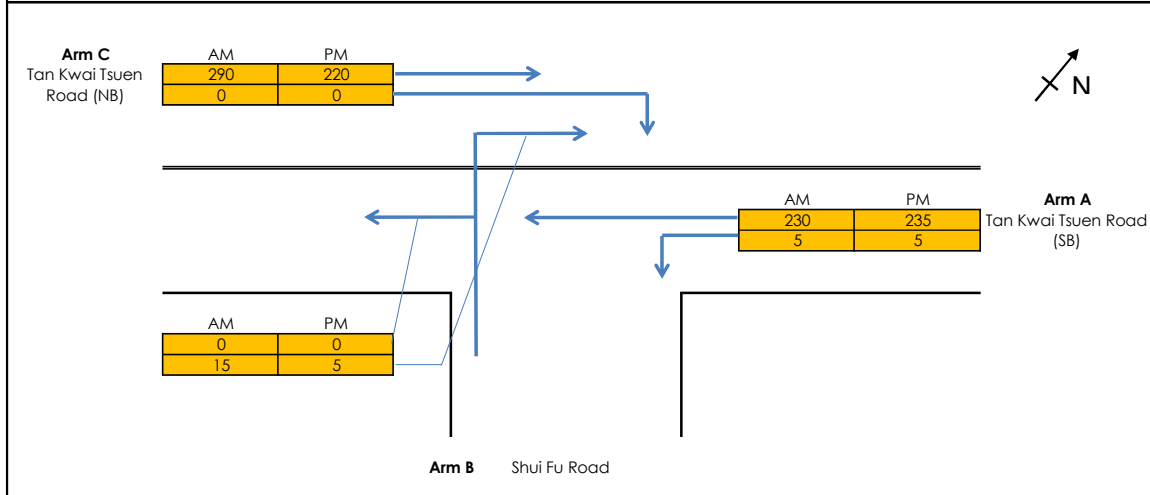 Arm C
Tan Kwai Tsuen
Road (NB)
AM PM
290 220
0 0
N
AM PM
230 235
5 5
Arm A
Tan Kwai Tsuen Road
(SB)
AM PM
0 0
15 5
Arm B Shui Fu Road